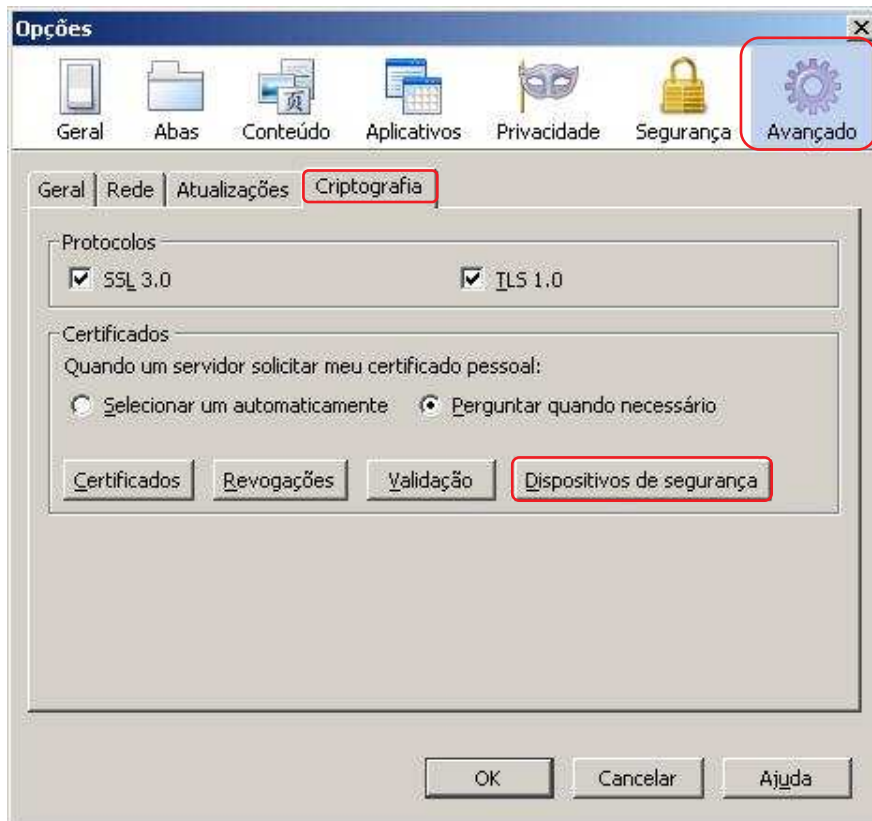 Opções
Geral Abas Conteúdo Aplicativos Privacidade Segurança Avançado
Geral Rede Atualizações Criptografia
Protocolos
SSL 3.0 TLS 1.0
Certificados
Quando um servidor solicitar meu certificado pessoal:
Selecionar um automaticamente Perguntar quando necessário
Certificados Revogações Validação Dispositivos de segurança
OK Cancelar Ajuda